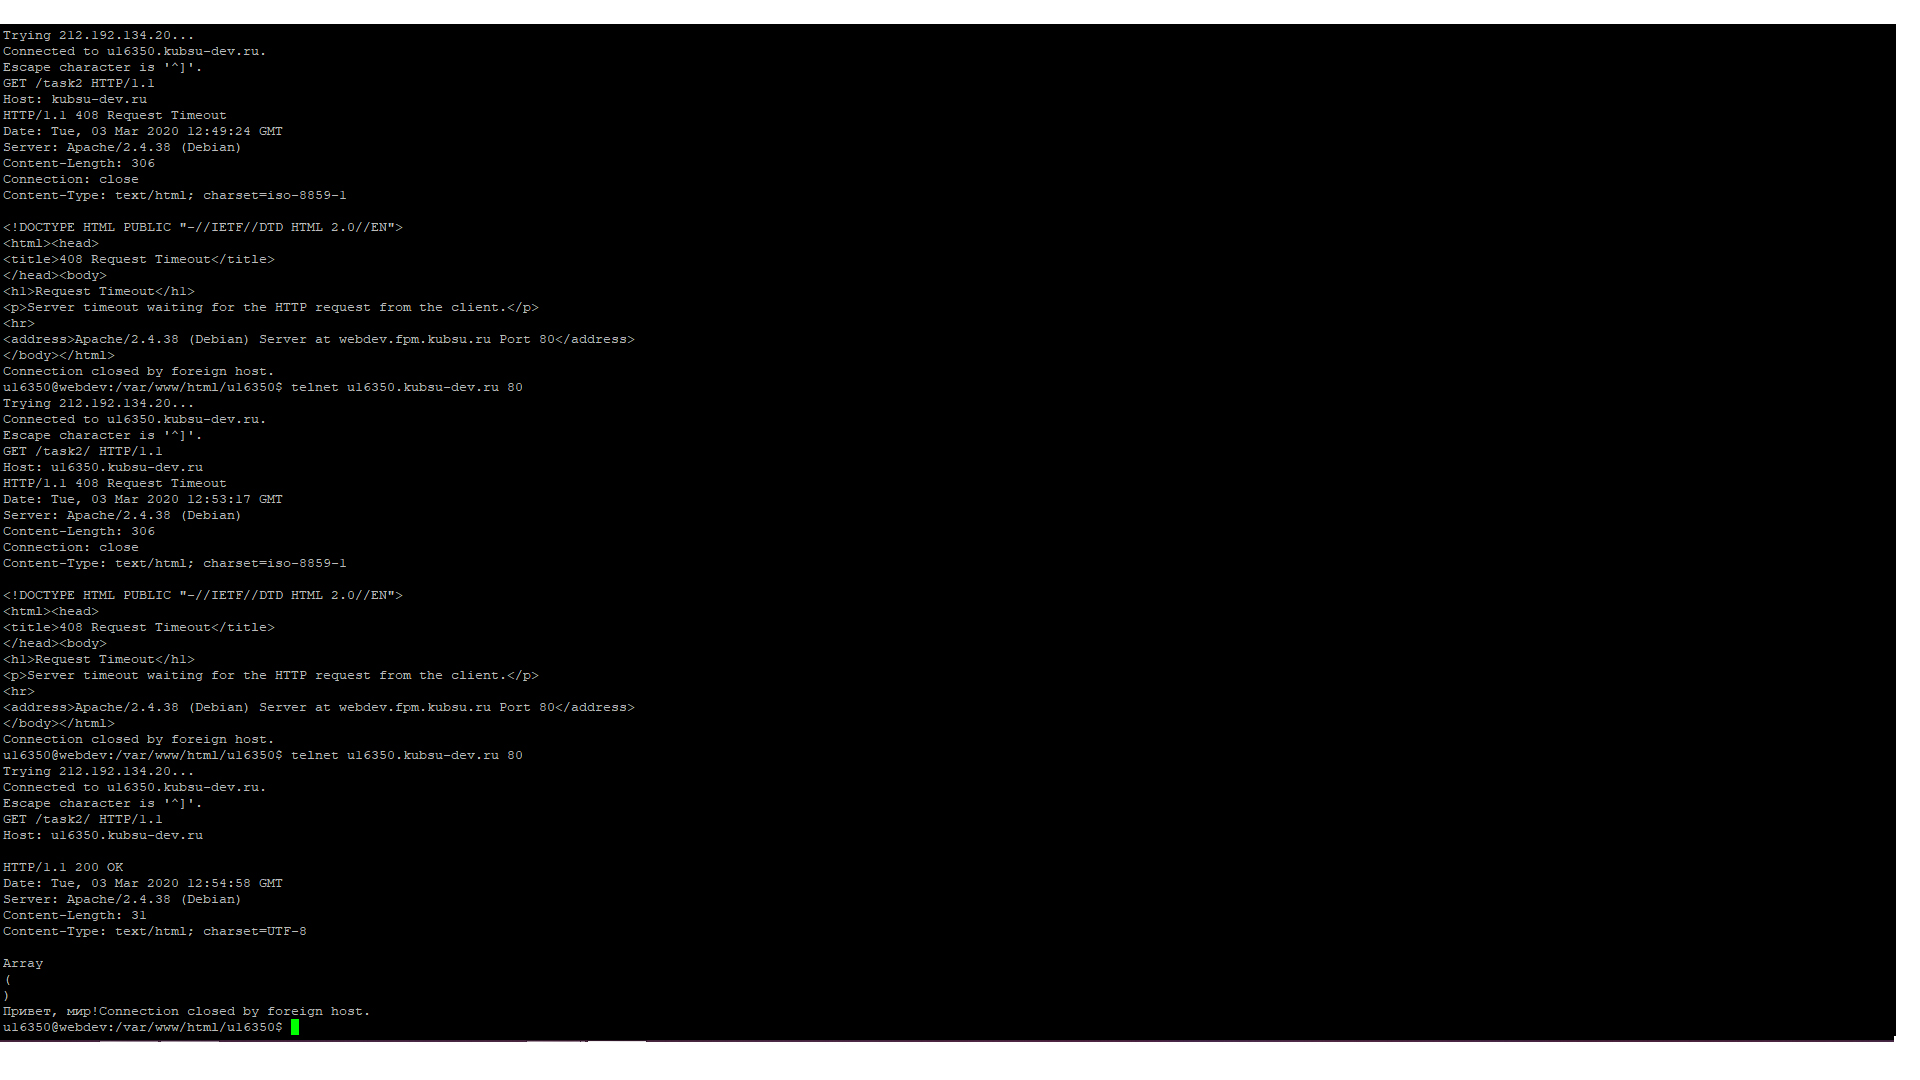 Trying 212.192.134.20...
Connected to u16350.kubsu-dev.ru.
Escape character is '^]'.
GET /task2 HTTP/1.1
Host: kubsu-dev.ru
HTTP/1.1 408 Request Timeout
Date: Tue, 03 Mar 2020 12:49:24 GMT
Server: Apache/2.4.38 (Debian)
Content-Length: 306
Connection: close
Content-Type: text/html; charset=iso-8859-1

<!DOCTYPE HTML PUBLIC "-//IETF//DTD HTML 2.0//EN">
<html><head>
<title>408 Request Timeout</title>
</head><body>
<h1>Request Timeout</h1>
<p>Server timeout waiting for the HTTP request from the client.</p>
<hr>
<address>Apache/2.4.38 (Debian) Server at webdev.fpm.kubsu.ru Port 80</address>
</body></html>
Connection closed by foreign host.
u16350@webdev:/var/www/html/u16350$ telnet u16350.kubsu-dev.ru 80
Trying 212.192.134.20...
Connected to u16350.kubsu-dev.ru.
Escape character is '^]'.
GET /task2/ HTTP/1.1
Host: u16350.kubsu-dev.ru
HTTP/1.1 408 Request Timeout
Date: Tue, 03 Mar 2020 12:53:17 GMT
Server: Apache/2.4.38 (Debian)
Content-Length: 306
Connection: close
Content-Type: text/html; charset=iso-8859-1

<!DOCTYPE HTML PUBLIC "-//IETF//DTD HTML 2.0//EN">
<html><head>
<title>408 Request Timeout</title>
</head><body>
<h1>Request Timeout</h1>
<p>Server timeout waiting for the HTTP request from the client.</p>
<hr>
<address>Apache/2.4.38 (Debian) Server at webdev.fpm.kubsu.ru Port 80</address>
</body></html>
Connection closed by foreign host.
u16350@webdev:/var/www/html/u16350$ telnet u16350.kubsu-dev.ru 80
Trying 212.192.134.20...
Connected to u16350.kubsu-dev.ru.
Escape character is '^]'.
GET /task2/ HTTP/1.1
Host: u16350.kubsu-dev.ru

HTTP/1.1 200 OK
Date: Tue, 03 Mar 2020 12:54:58 GMT
Server: Apache/2.4.38 (Debian)
Content-Length: 31
Content-Type: text/html; charset=UTF-8

Array
(
)
Привет, мир!Connection closed by foreign host.
u16350@webdev:/var/www/html/u16350$